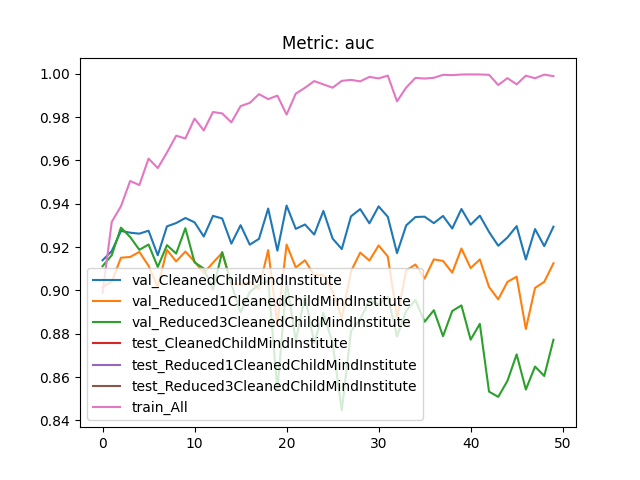 Metric: auc
1.00
0.98
0.96
0.94
0.92
0.90
0.88
0.86
0.84
val_CleanedChildMindInstitute
val_Reduced1CleanedChildMindInstitute
val_Reduced3CleanedChildMindInstitute
test_CleanedChildMindInstitute
test_Reduced1CleanedChildMindInstitute
test_Reduced3CleanedChildMindInstitute
train_All
0 10 20 30 40 50